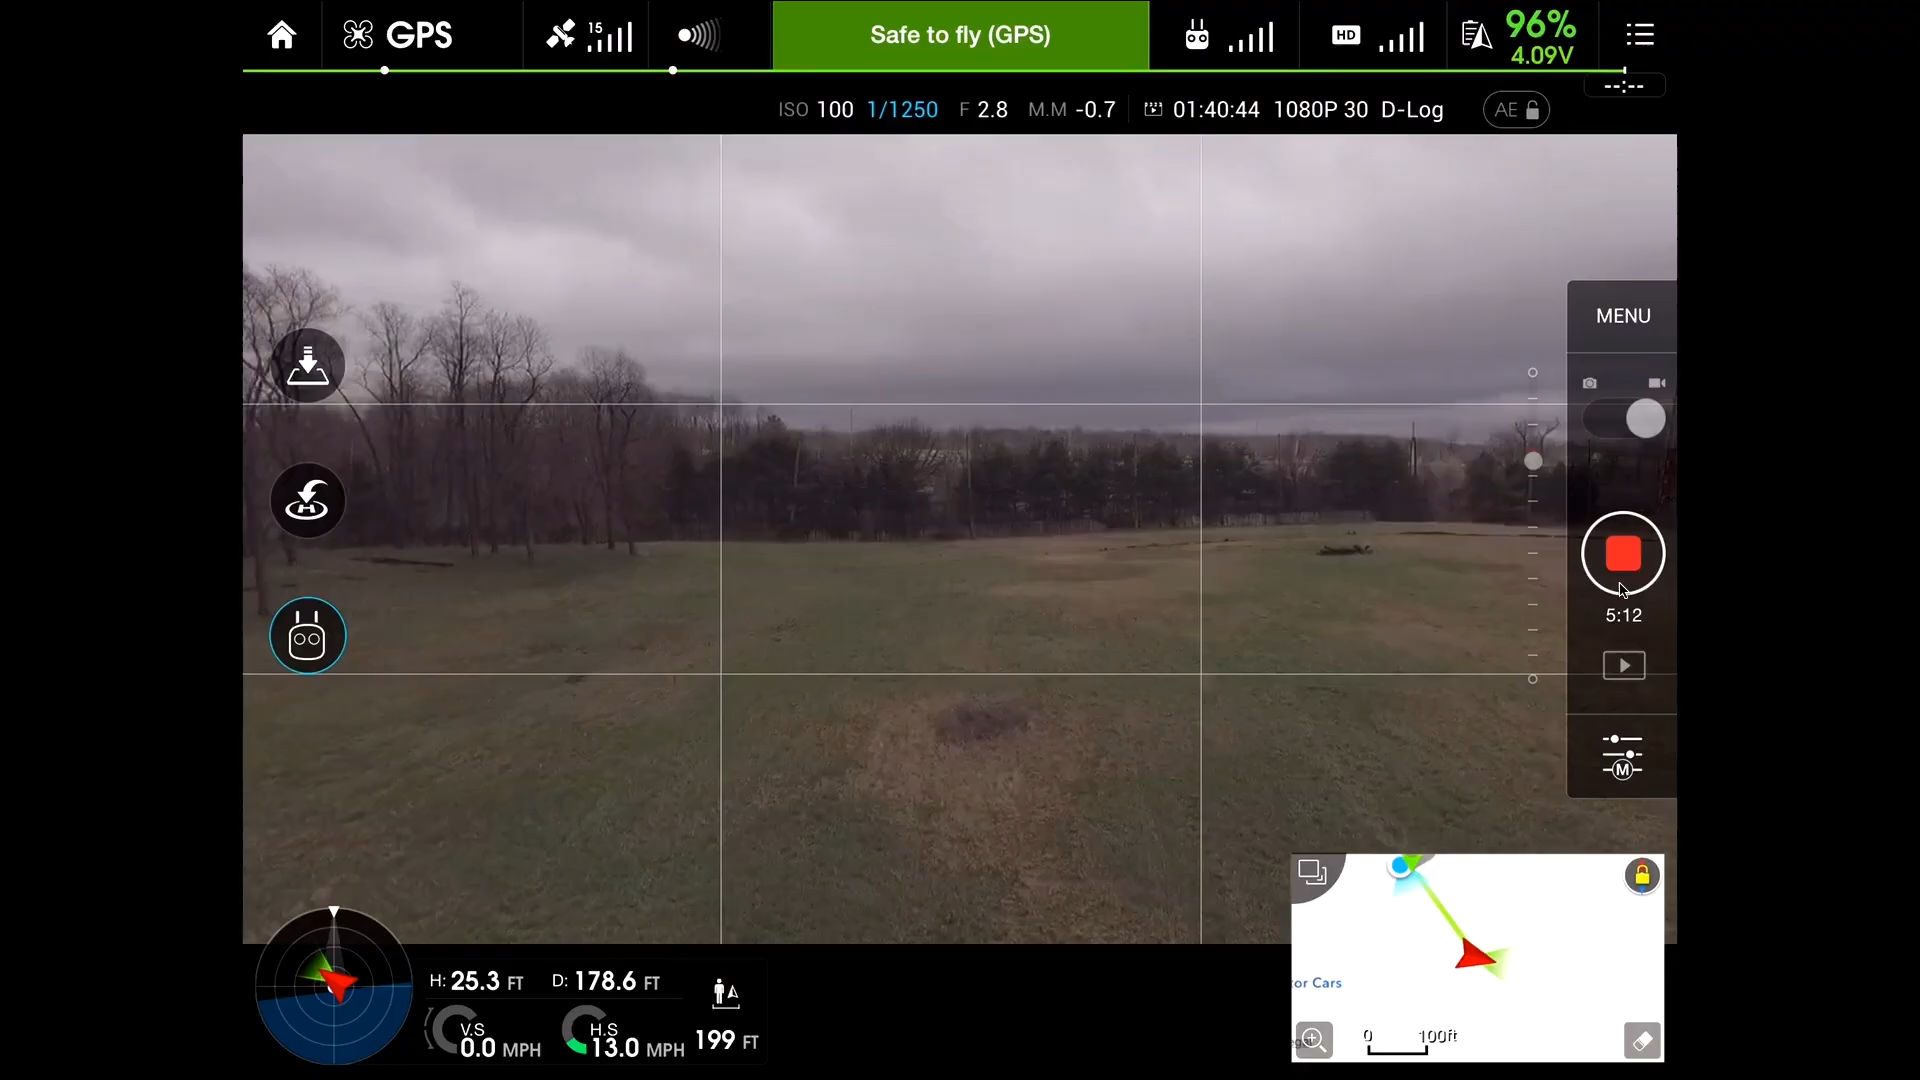 GPS
15
Safe to fly (GPS)
HD
96%
4.09V
--:--
ISO 100 1/1250 F 2.8 M.M -0.7 01:40:44 1080P 30 D-Log AE
MENU
5:12
M
H: 25.3 FT D: 178.6 FT
V.S 0.0 MPH H.S 13.0 MPH 199 FT
or Cars
0 100ft